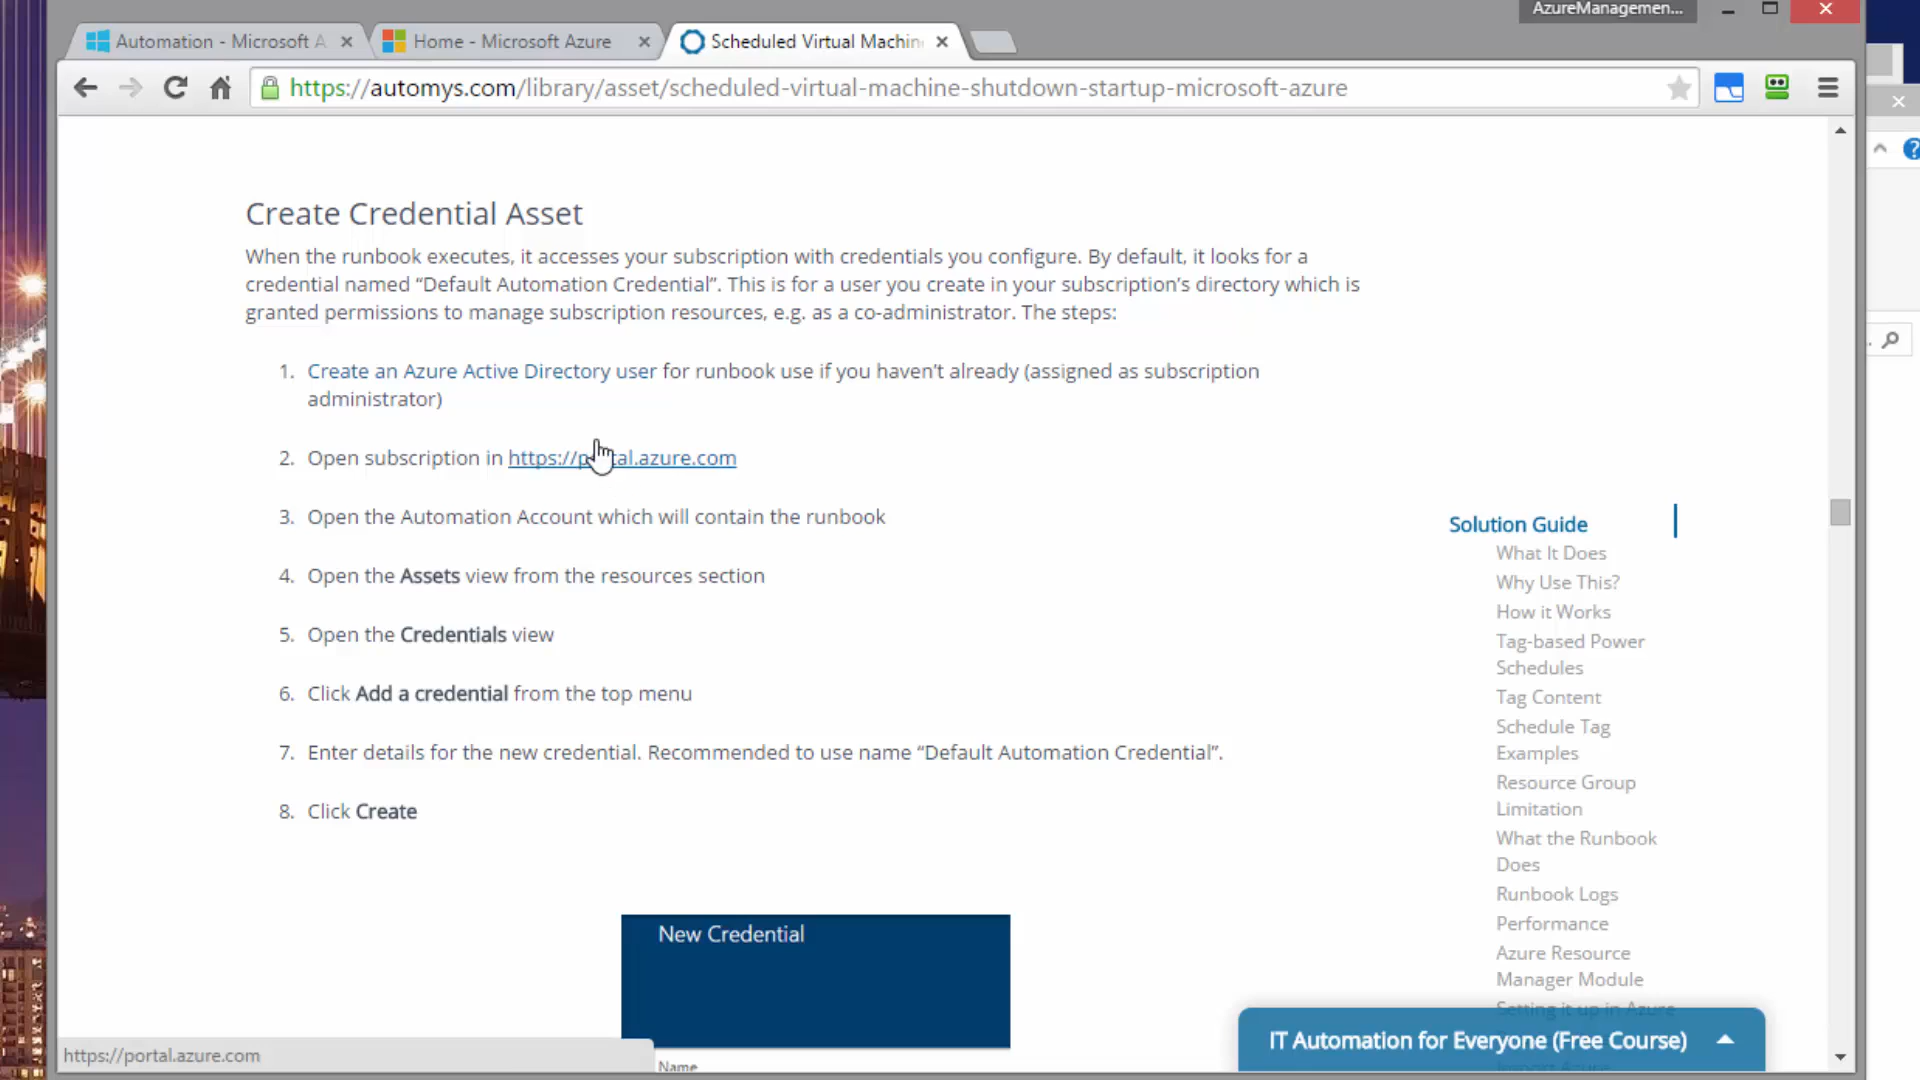 AzureManagemen...
Automation - Microsoft A
Home - Microsoft Azure
Scheduled Virtual Machin
https://automys.com/library/asset/scheduled-virtual-machine-shutdown-startup-microsoft-azure
Create Credential Asset
When the runbook executes, it accesses your subscription with credentials you configure. By default, it looks for a
credential named “Default Automation Credential”. This is for a user you create in your subscription’s directory which is
granted permissions to manage subscription resources, e.g. as a co-administrator. The steps:
1. Create an Azure Active Directory user for runbook use if you haven’t already (assigned as subscription
administrator)
2. Open subscription in https://portal.azure.com
3. Open the Automation Account which will contain the runbook
4. Open the Assets view from the resources section
5. Open the Credentials view
6. Click Add a credential from the top menu
7. Enter details for the new credential. Recommended to use name “Default Automation Credential”.
8. Click Create
New Credential
Name
Solution Guide
What It Does
Why Use This?
How it Works
Tag-based Power
Schedules
Tag Content
Schedule Tag
Examples
Resource Group
Limitation
What the Runbook
Does
Runbook Logs
Performance
Azure Resource
Manager Module
Setting it up in Azure
IT Automation for Everyone (Free Course)
https://portal.azure.com